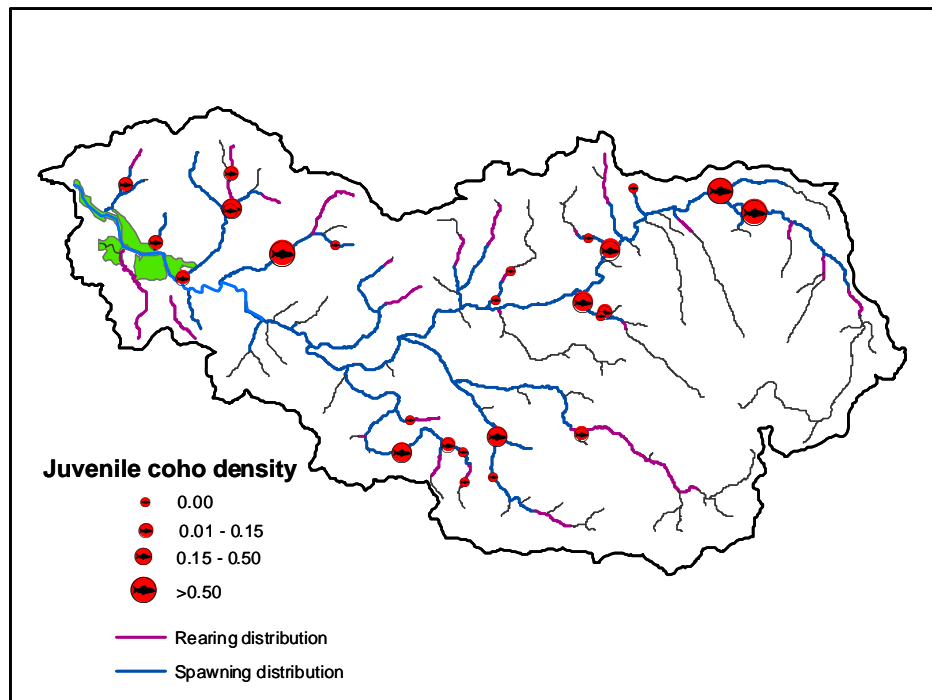 Juvenile coho density
0.00
0.01 - 0.15
0.15 - 0.50
>0.50
Rearing distribution
Spawning distribution